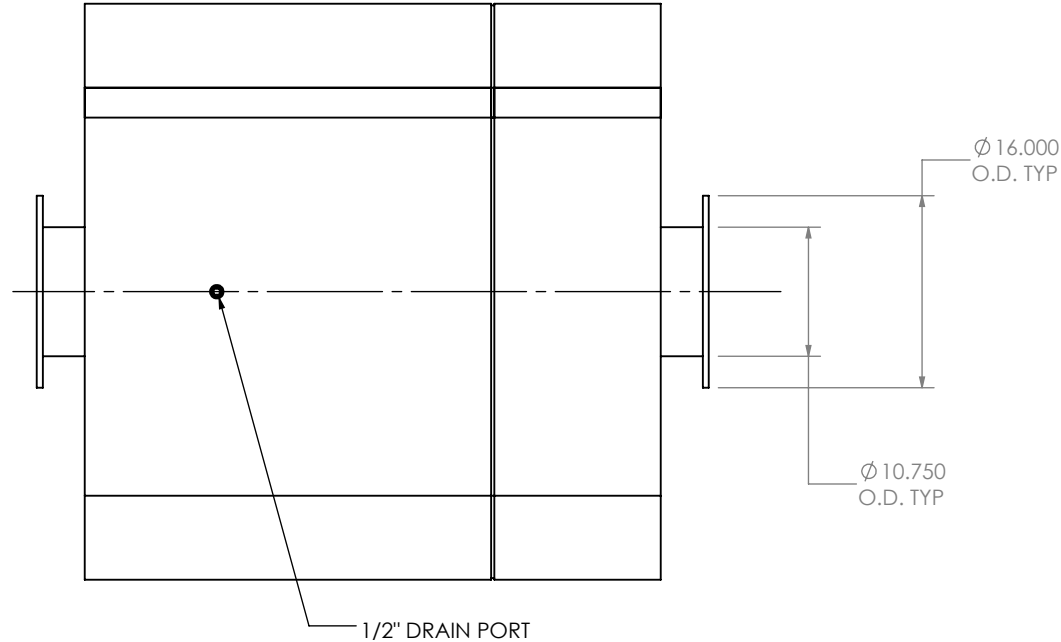 Ø16.000
O.D. TYP
Ø10.750
O.D. TYP
1/2" DRAIN PORT